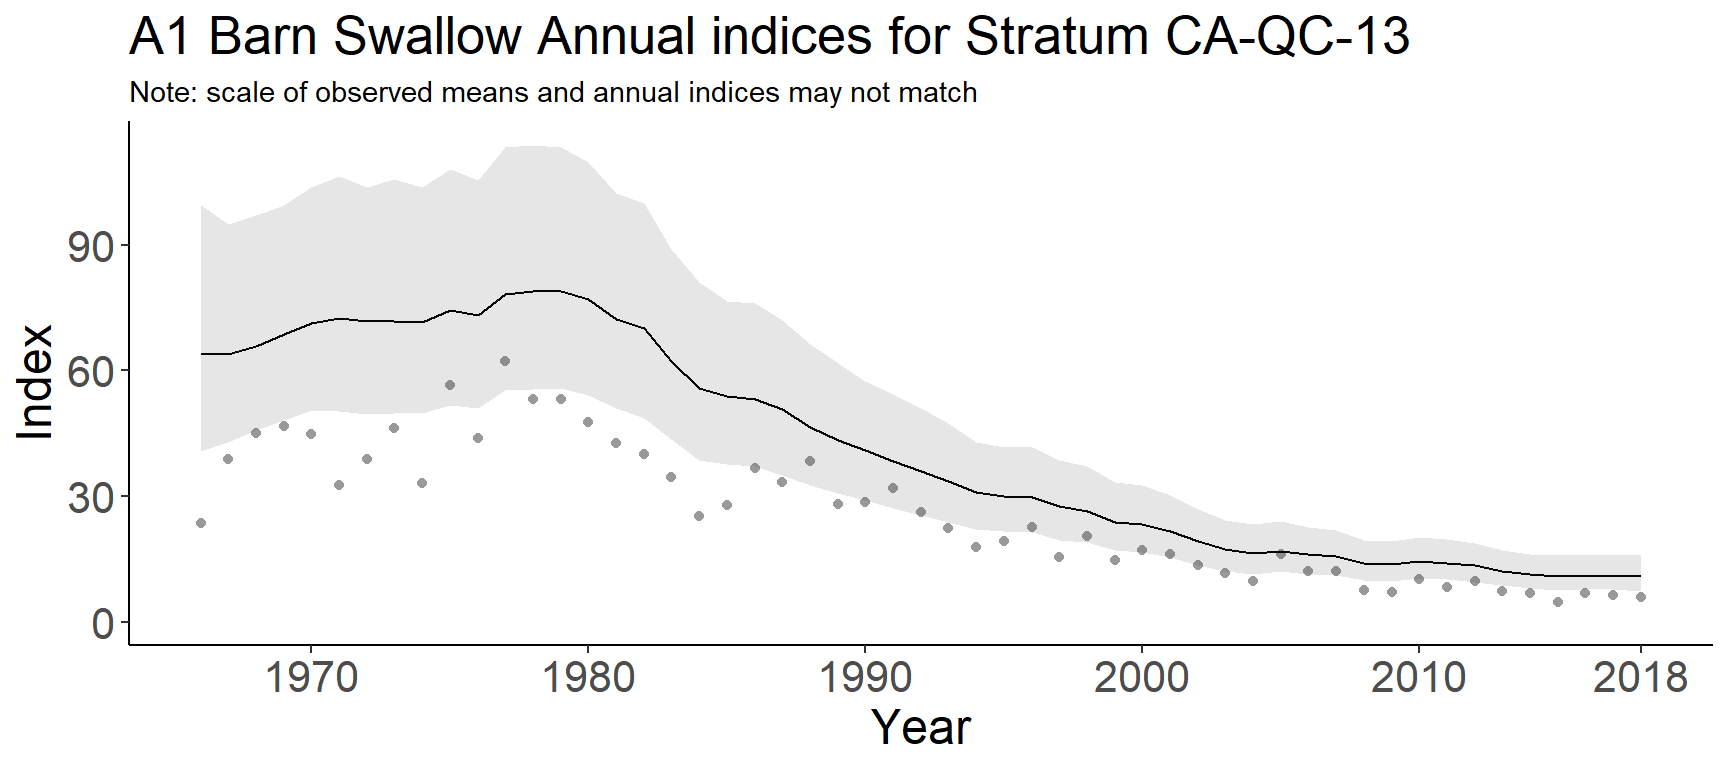 A1 Barn Swallow Annual indices for Stratum CA-QC-13
Note: scale of observed means and annual indices may not match
Index
90
60
30
0
1970 1980 1990 2000 2010 2018
Year